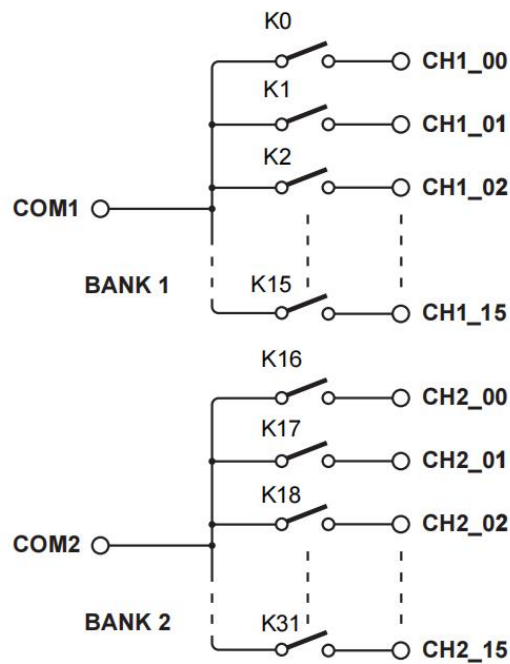 K0
CH1_00
K1
CH1_01
K2
CH1_02
COM1
BANK 1
K15
CH1_15
K16
CH2_00
K17
CH2_01
K18
CH2_02
COM2
BANK 2
K31
CH2_15